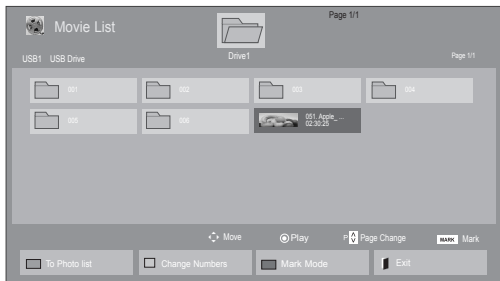 Page 1/1
Movie List
Drive1
USB1 USB Drive
Page 1/1
001 002 003 004
005 006 051. Apple_ ...
02:30:25
Move Play P Page Change MARK Mark
To Photo list Change Numbers Mark Mode Exit